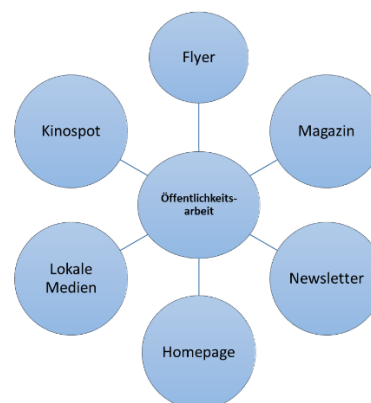 Flyer
Kinospot
Magazin
Öffentlichkeits-
arbeit
Lokale
Medien
Newsletter
Homepage